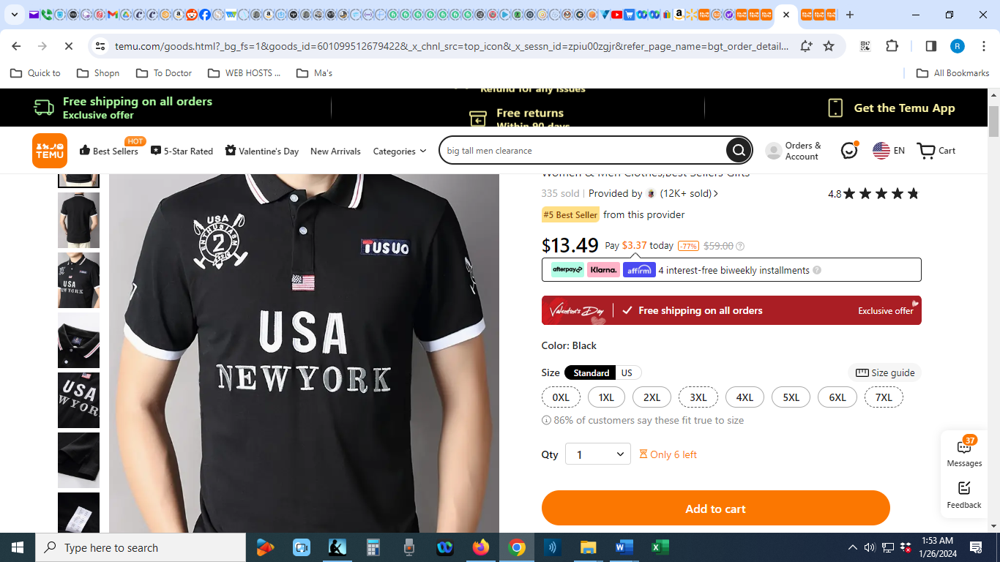 temu.com/goods.html?_bg_fs=1&goods_id=601099512679422&_x_chnl_src=top_icon&_x_sessn_id=zpiu00zgjr&refer_page_name=bgt_order_detail...
R
Quick to
Shopn
To Doctor
WEB HOSTS ...
Ma's
All Bookmarks
Free shipping on all orders
Exclusive offer
Refund for any issues
Free returns
Within 90 days
Get the Temu App
TEMU
Best Sellers
HOT
5-Star Rated
Valentine's Day
New Arrivals
Categories
big tall men clearance
Orders &
Account
EN
Cart
Women & Men Clothes,Best Sellers Gifts
335 sold | Provided by (12K+ sold)
4.8
#5 Best Seller from this provider
$13.49 Pay $3.37 today -77% $59.00
afterpay Klarna. affirm 4 interest-free biweekly installments
Valentine's Day Free shipping on all orders Exclusive offer
Color: Black
Size Standard US Size guide
0XL 1XL 2XL 3XL 4XL 5XL 6XL 7XL
86% of customers say these fit true to size
Qty 1 Only 6 left
Add to cart
37
Messages
Feedback
USA
2
TUSUO
USA
NEWYORK
USA
NEWYORK
USA
WYORK
Type here to search
1:53 AM
1/26/2024